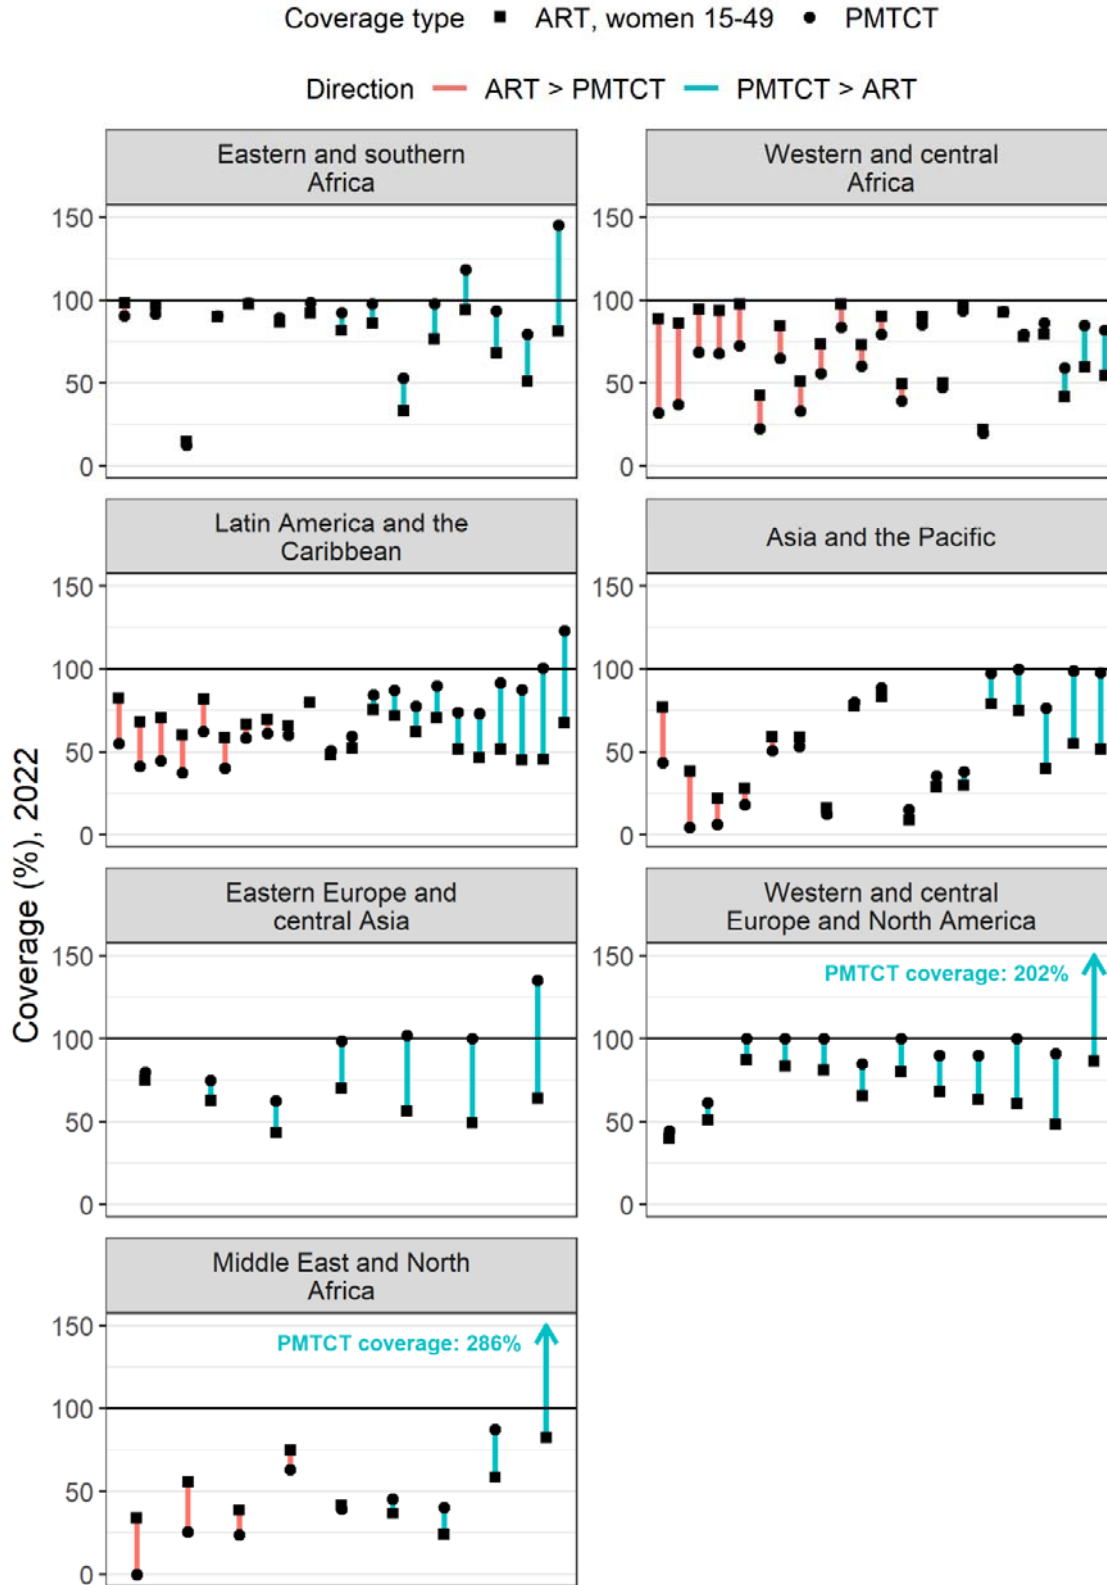 Coverage type ART, women 15-49 PMTCT
Direction ART > PMTCT PMTCT > ART
Coverage (%), 2022
Eastern and southern
Africa
150
100
50
0
Western and central
Africa
150
100
50
0
Latin America and the
Caribbean
150
100
50
0
Asia and the Pacific
150
100
50
0
Eastern Europe and
central Asia
150
100
50
0
Western and central
Europe and North America
150
100
50
0
PMTCT coverage: 202%
Middle East and North
Africa
150
100
50
0
PMTCT coverage: 286%